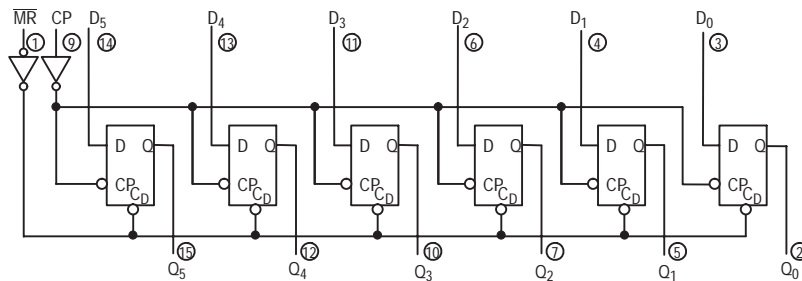 M̅R̅ CP D5 D4 D3 D2 D1 D0
1 9 14 13 11 6 4 3
D Q D Q D Q D Q D Q D Q
CP CP CP CP CP CP
CD CD CD CD CD CD
15 12 10 7 5 2
Q5 Q4 Q3 Q2 Q1 Q0